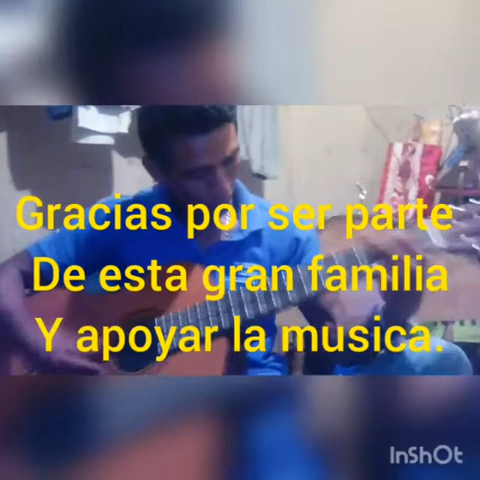 Gracias por ser parte
De esta gran familia
Y apoyar la musica.
InShOt